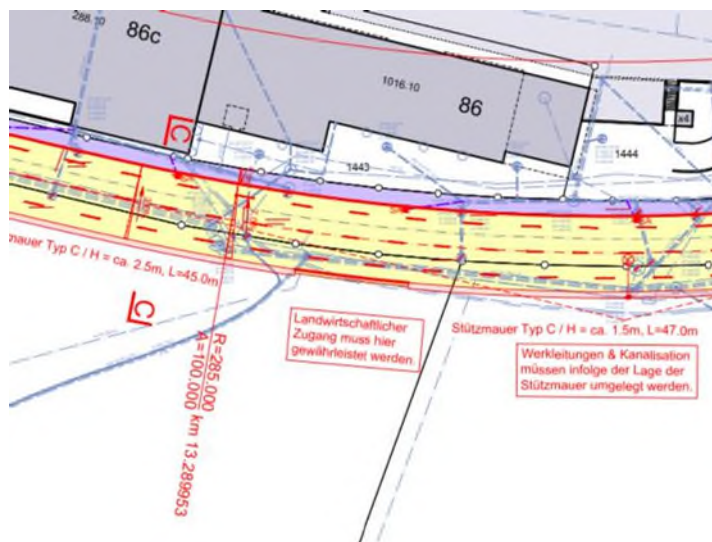 288.10
86c
1016.10
86
x4
C
1443
1444
mauer Typ C / H = ca. 2.5m, L=45.0m
C
Landwirtschaftlicher
Zugang muss hier
gewährleistet werden.
Stützmauer Typ C / H = ca. 1.5m, L=47.0m
Werkleitungen & Kanalisation
müssen infolge der Lage der
Stützmauer umgelegt werden.
R=285.000
A=100.000 km 13.289953